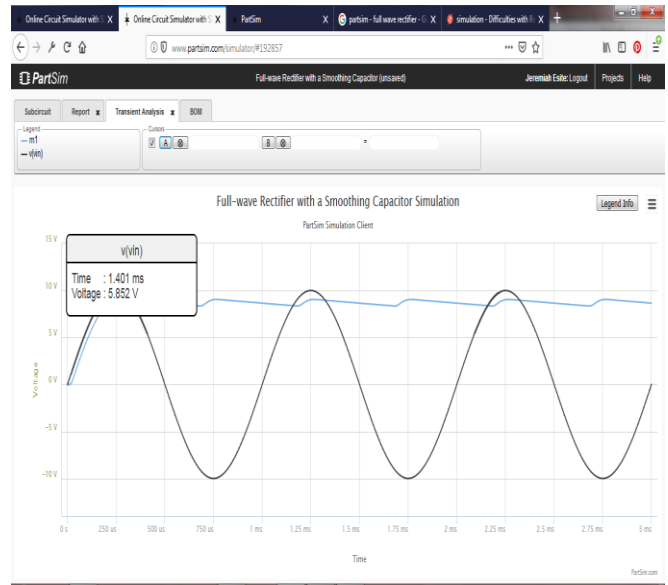 Online Circuit Simulator with S X
Online Circuit Simulator with S X
PartSim X
partsim - full wave rectifier - G X
simulation - Difficulties with R X
www.partsim.com/simulator/#192857
PartSim
Full-wave Rectifier with a Smoothing Capacitor (unsaved)
Jeremiah Esite: Logout
Projects
Help
Subcircuit
Report x
Transient Analysis x
BOM
Legend
m1
v(vin)
Cursors
A
B
=
Full-wave Rectifier with a Smoothing Capacitor Simulation
PartSim Simulation Client
Legend Info
v(vin)
Time : 1.401 ms
Voltage : 5.852 V
15 V
10 V
5 V
0 V
-5 V
-10 V
Voltage
0 s
250 us
500 us
750 us
1 ms
1.25 ms
1.5 ms
1.75 ms
2 ms
2.25 ms
2.5 ms
2.75 ms
3 ms
Time
PartSim.com